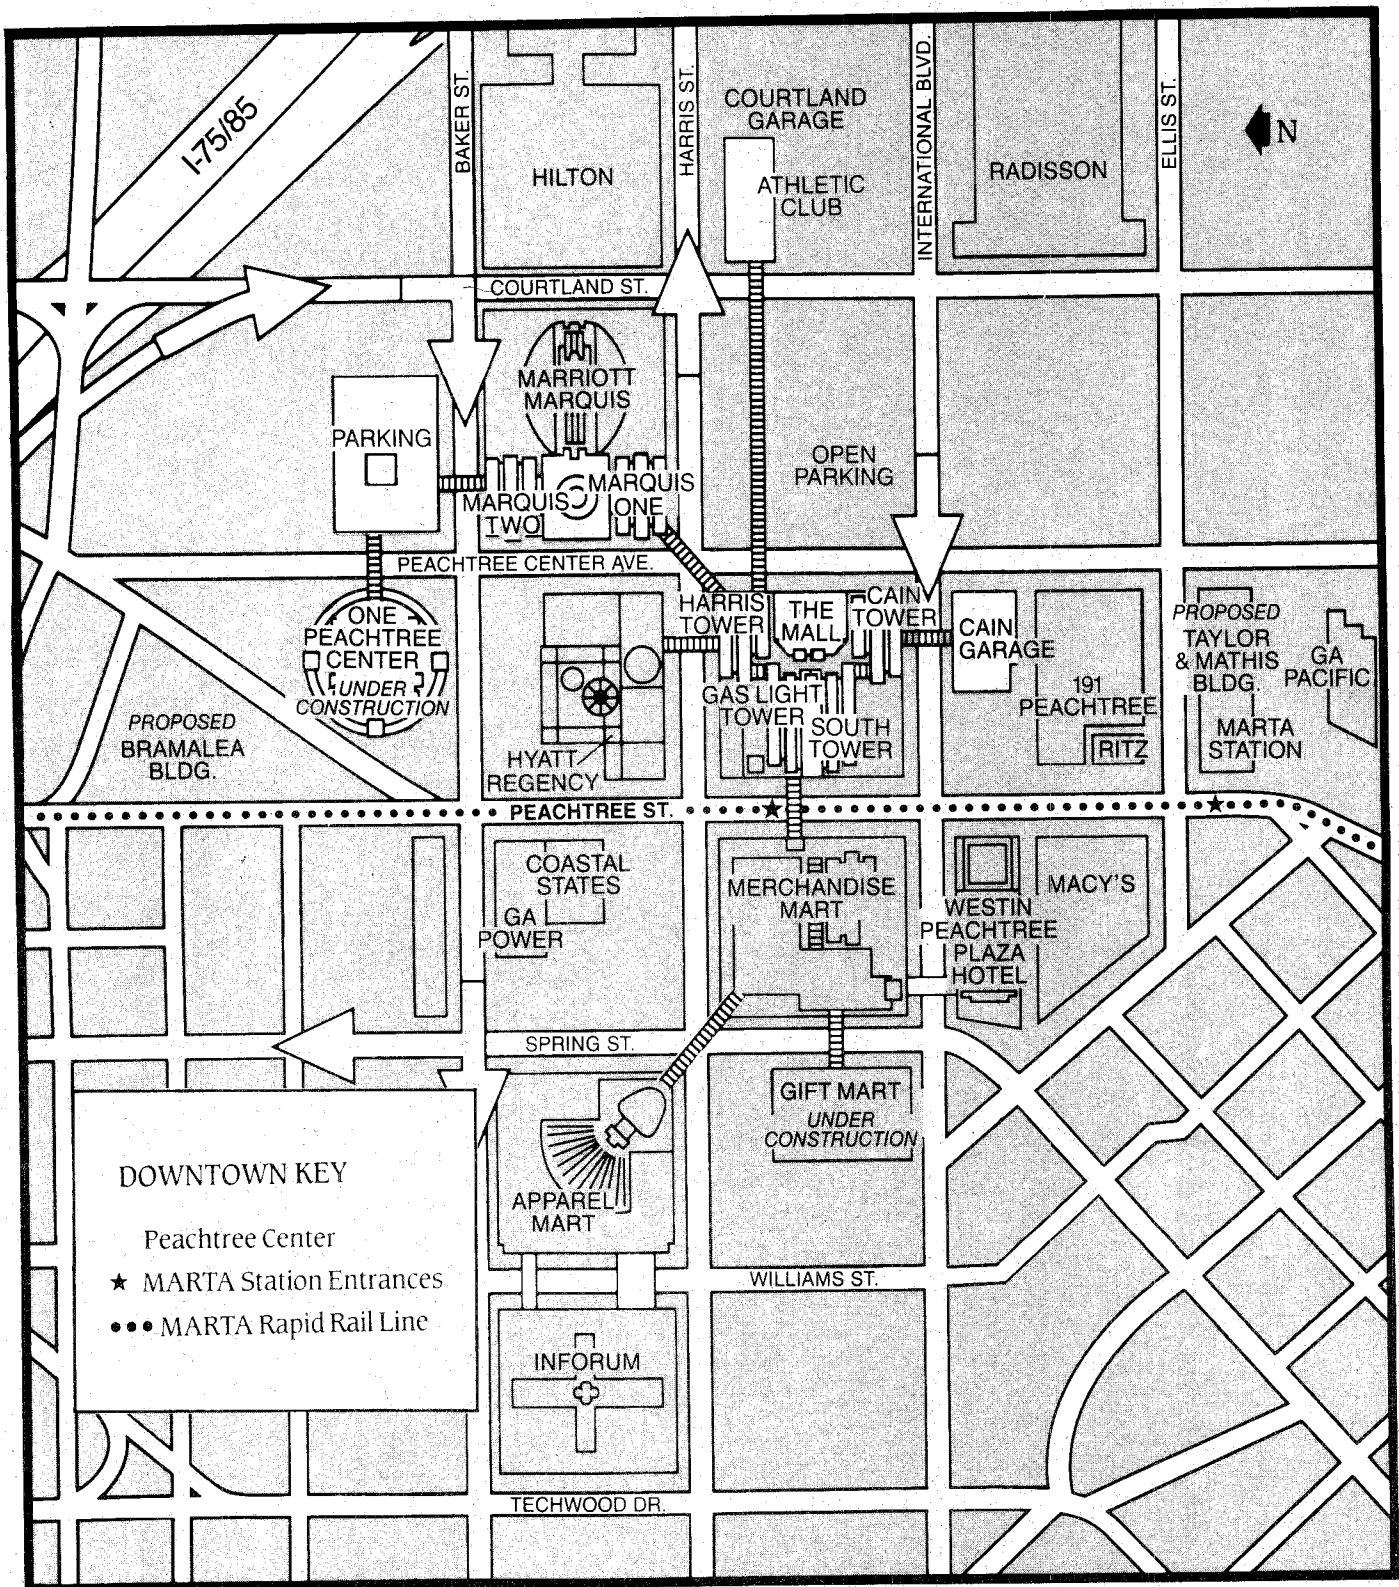 I-75/85
BAKER ST.
HARRIS ST.
INTERNATIONAL BLVD.
ELLIS ST.
N
HILTON
COURTLAND
GARAGE
ATHLETIC
CLUB
RADISSON
COURTLAND ST.
MARRIOTT
MARQUIS
PARKING
MARQUIS
TWO
MARQUIS
ONE
OPEN
PARKING
PEACHTREE CENTER AVE.
ONE
PEACHTREE
CENTER
UNDER
CONSTRUCTION
PROPOSED
BRAMALEA
BLDG.
HYATT
REGENCY
HARRIS
TOWER
THE
MALL
CAIN
TOWER
CAIN
GARAGE
GAS LIGHT
TOWER
SOUTH
TOWER
191
PEACHTREE
RITZ
PROPOSED
TAYLOR
& MATHIS
BLDG.
MARTA
STATION
GA
PACIFIC
PEACHTREE ST.
COASTAL
STATES
GA
POWER
MERCHANDISE
MART
WESTIN
PEACHTREE
PLAZA
HOTEL
MACY'S
SPRING ST.
GIFT MART
UNDER
CONSTRUCTION
APPAREL
MART
WILLIAMS ST.
INFORUM
TECHWOOD DR.
DOWNTOWN KEY
Peachtree Center
★ MARTA Station Entrances
••• MARTA Rapid Rail Line